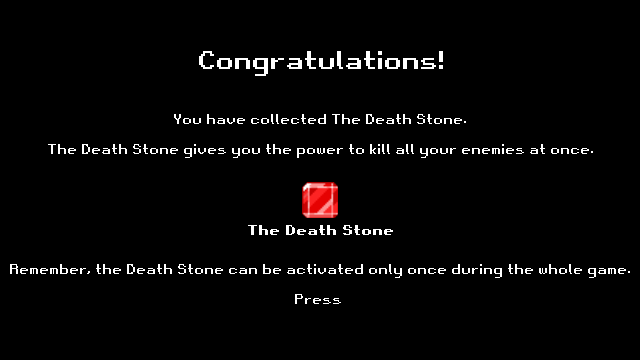 Congratulations!
You have collected The Death Stone.
The Death Stone gives you the power to kill all your enemies at once.
The Death Stone
Remember, the Death Stone can be activated only once during the whole game.
Press